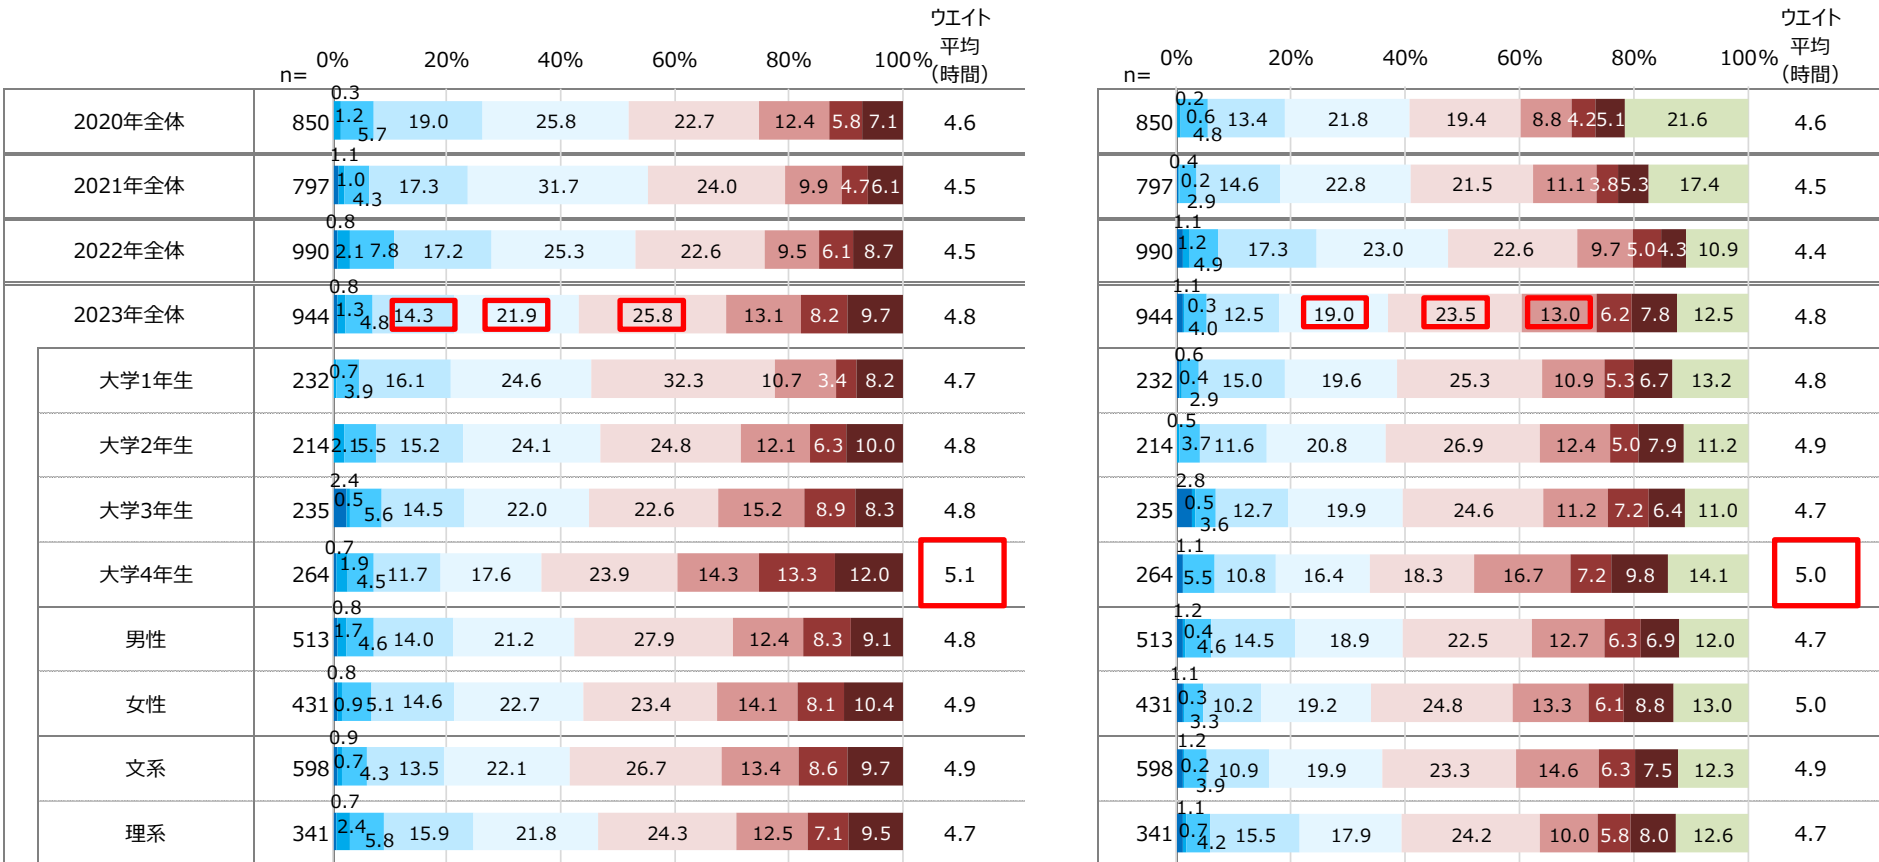 ウエイト
平均
（時間）
n=
0% 20% 40% 60% 80% 100%
2020年全体 850 0.3 1.2 5.7 19.0 25.8 22.7 12.4 5.8 7.1 4.6
2021年全体 797 1.1 1.0 4.3 17.3 31.7 24.0 9.9 4.7 6.1 4.5
2022年全体 990 0.8 2.1 7.8 17.2 25.3 22.6 9.5 6.1 8.7 4.5
2023年全体 944 0.8 1.3 4.8 14.3 21.9 25.8 13.1 8.2 9.7 4.8
大学1年生 232 0.7 3.9 16.1 24.6 32.3 10.7 3.4 8.2 4.7
大学2年生 214 2.1 5.5 15.2 24.1 24.8 12.1 6.3 10.0 4.8
大学3年生 235 2.4 0.5 5.6 14.5 22.0 22.6 15.2 8.9 8.3 4.8
大学4年生 264 0.7 1.9 4.5 11.7 17.6 23.9 14.3 13.3 12.0 5.1
男性 513 0.8 1.7 4.6 14.0 21.2 27.9 12.4 8.3 9.1 4.8
女性 431 0.8 0.9 5.1 14.6 22.7 23.4 14.1 8.1 10.4 4.9
文系 598 0.9 0.7 4.3 13.5 22.1 26.7 13.4 8.6 9.7 4.9
理系 341 0.7 2.4 5.8 15.9 21.8 24.3 12.5 7.1 9.5 4.7
ウエイト
平均
（時間）
n=
0% 20% 40% 60% 80% 100%
850 0.2 0.6 4.8 13.4 21.8 19.4 8.8 4.2 5.1 21.6 4.6
797 0.4 0.2 2.9 14.6 22.8 21.5 11.1 3.8 5.3 17.4 4.5
990 1.1 1.2 4.9 17.3 23.0 22.6 9.7 5.0 4.3 10.9 4.4
944 1.1 0.3 4.0 12.5 19.0 23.5 13.0 6.2 7.8 12.5 4.8
232 0.6 0.4 2.9 15.0 19.6 25.3 10.9 5.3 6.7 13.2 4.8
214 0.5 3.7 11.6 20.8 26.9 12.4 5.0 7.9 11.2 4.9
235 2.8 0.5 3.6 12.7 19.9 24.6 11.2 7.2 6.4 11.0 4.7
264 1.1 5.5 10.8 16.4 18.3 16.7 7.2 9.8 14.1 5.0
513 1.2 0.4 4.6 14.5 18.9 22.5 12.7 6.3 6.9 12.0 4.7
431 1.1 0.3 3.3 10.2 19.2 24.8 13.3 6.1 8.8 13.0 5.0
598 1.2 0.2 3.9 10.9 19.9 23.3 14.6 6.3 7.5 12.3 4.9
341 1.1 0.7 4.2 15.5 17.9 24.2 10.0 5.8 8.0 12.6 4.7